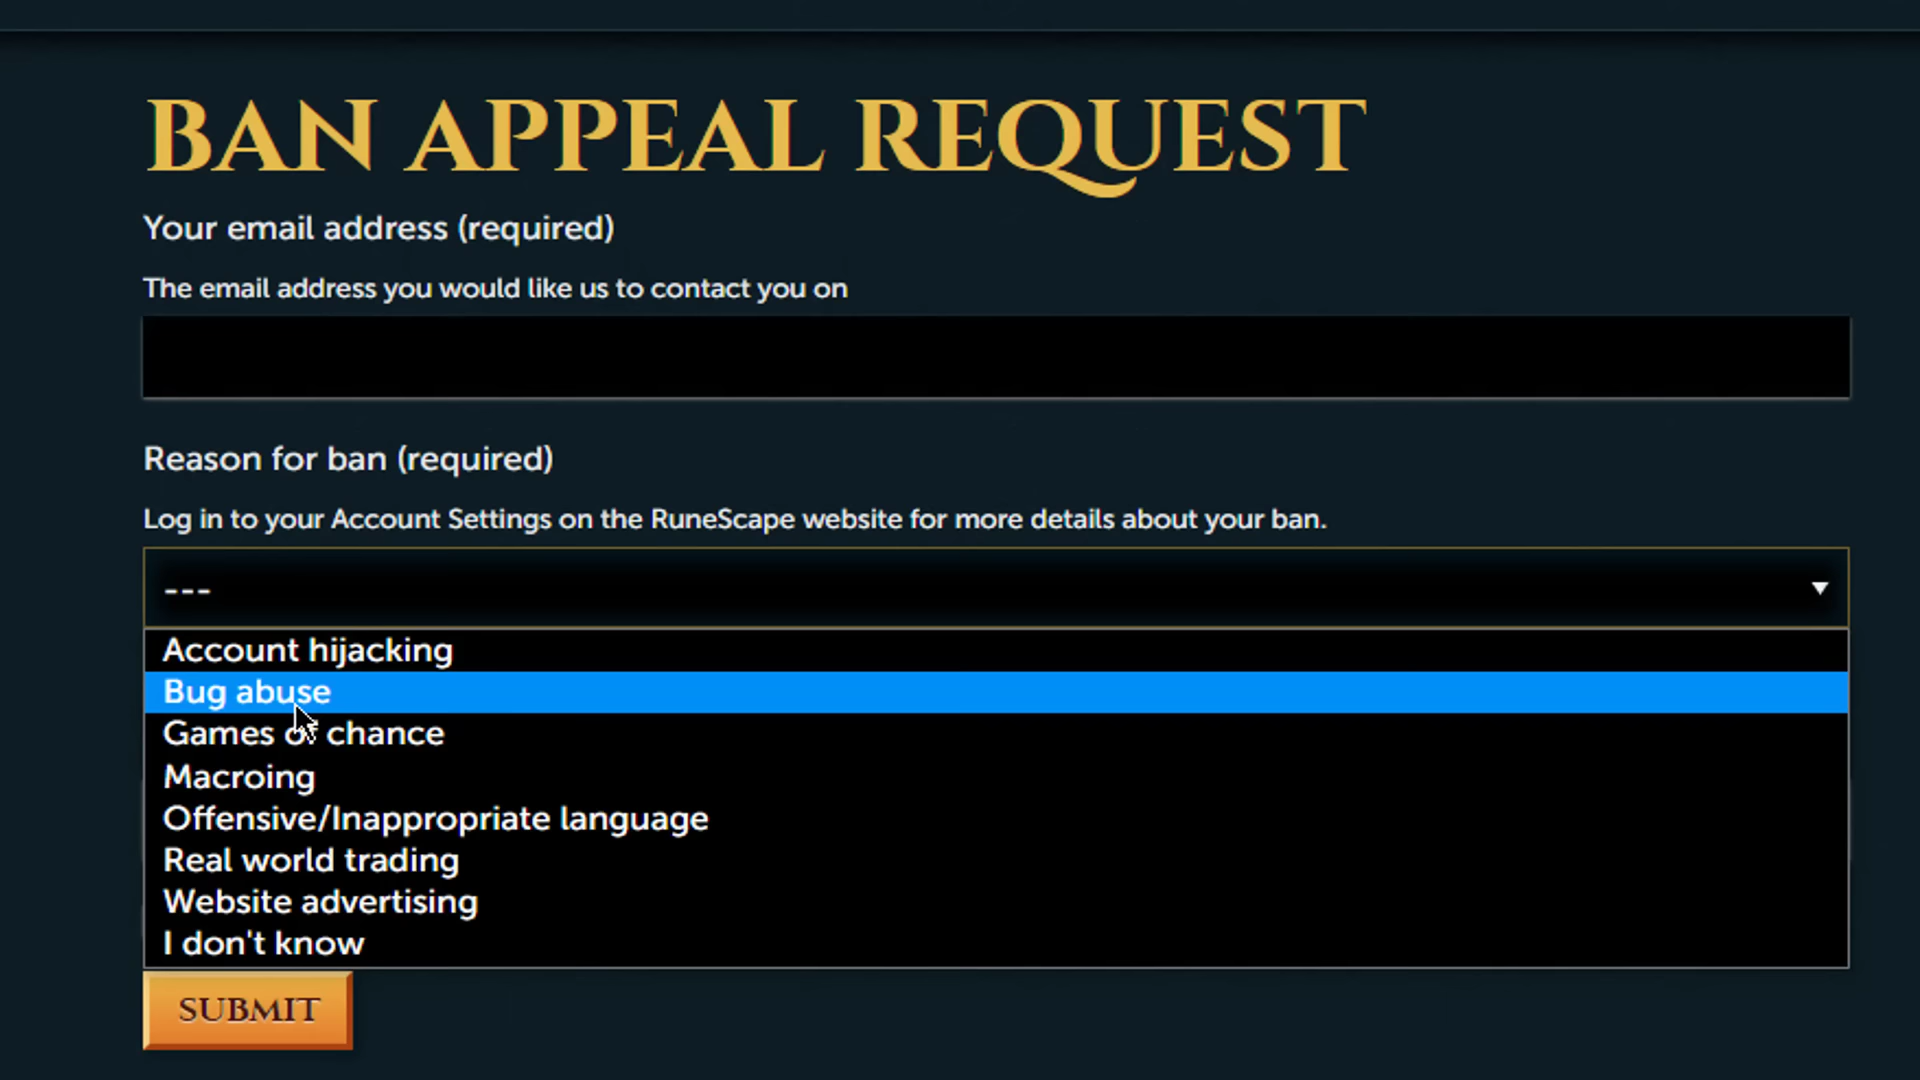 BAN APPEAL REQUEST
Your email address (required)
The email address you would like us to contact you on
Reason for ban (required)
Log in to your Account Settings on the RuneScape website for more details about your ban.
---
Account hijacking
Bug abuse
Games of chance
Macroing
Offensive/Inappropriate language
Real world trading
Website advertising
I don't know
SUBMIT